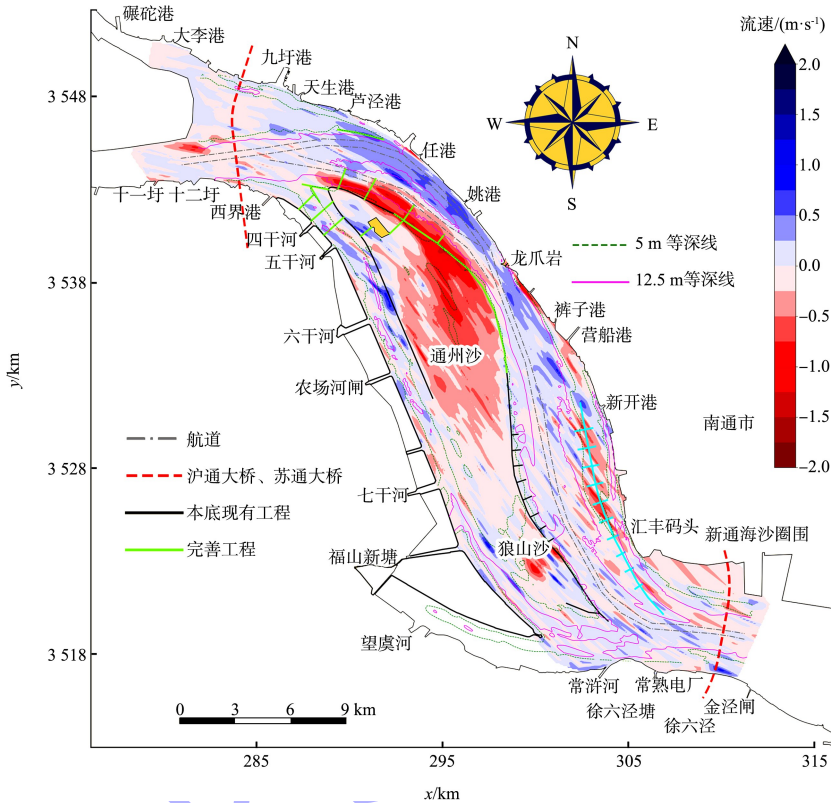 碾砣港
大李港
九圩港
天生港
芦泾港
任港
姚港
龙爪岩
裤子港
营船港
新开港
南通市
汇丰码头
新通海沙圈围
十一圩 十二圩
西界港
四干河
五干河
六干河
农场河闸
七干河
福山新塘
望虞河
常浒河
常熟电厂
徐六泾塘
徐六泾
金泾闸
通州沙
狼山沙
N
W
E
S
5 m 等深线
12.5 m等深线
航道
沪通大桥、苏通大桥
本底现有工程
完善工程
流速/(m·s⁻¹)
2.0
1.5
1.0
0.5
0.0
−0.5
−1.0
−1.5
−2.0
0 3 6 9 km
3 548
3 538
3 528
3 518
y/km
285 295 305 315
x/km